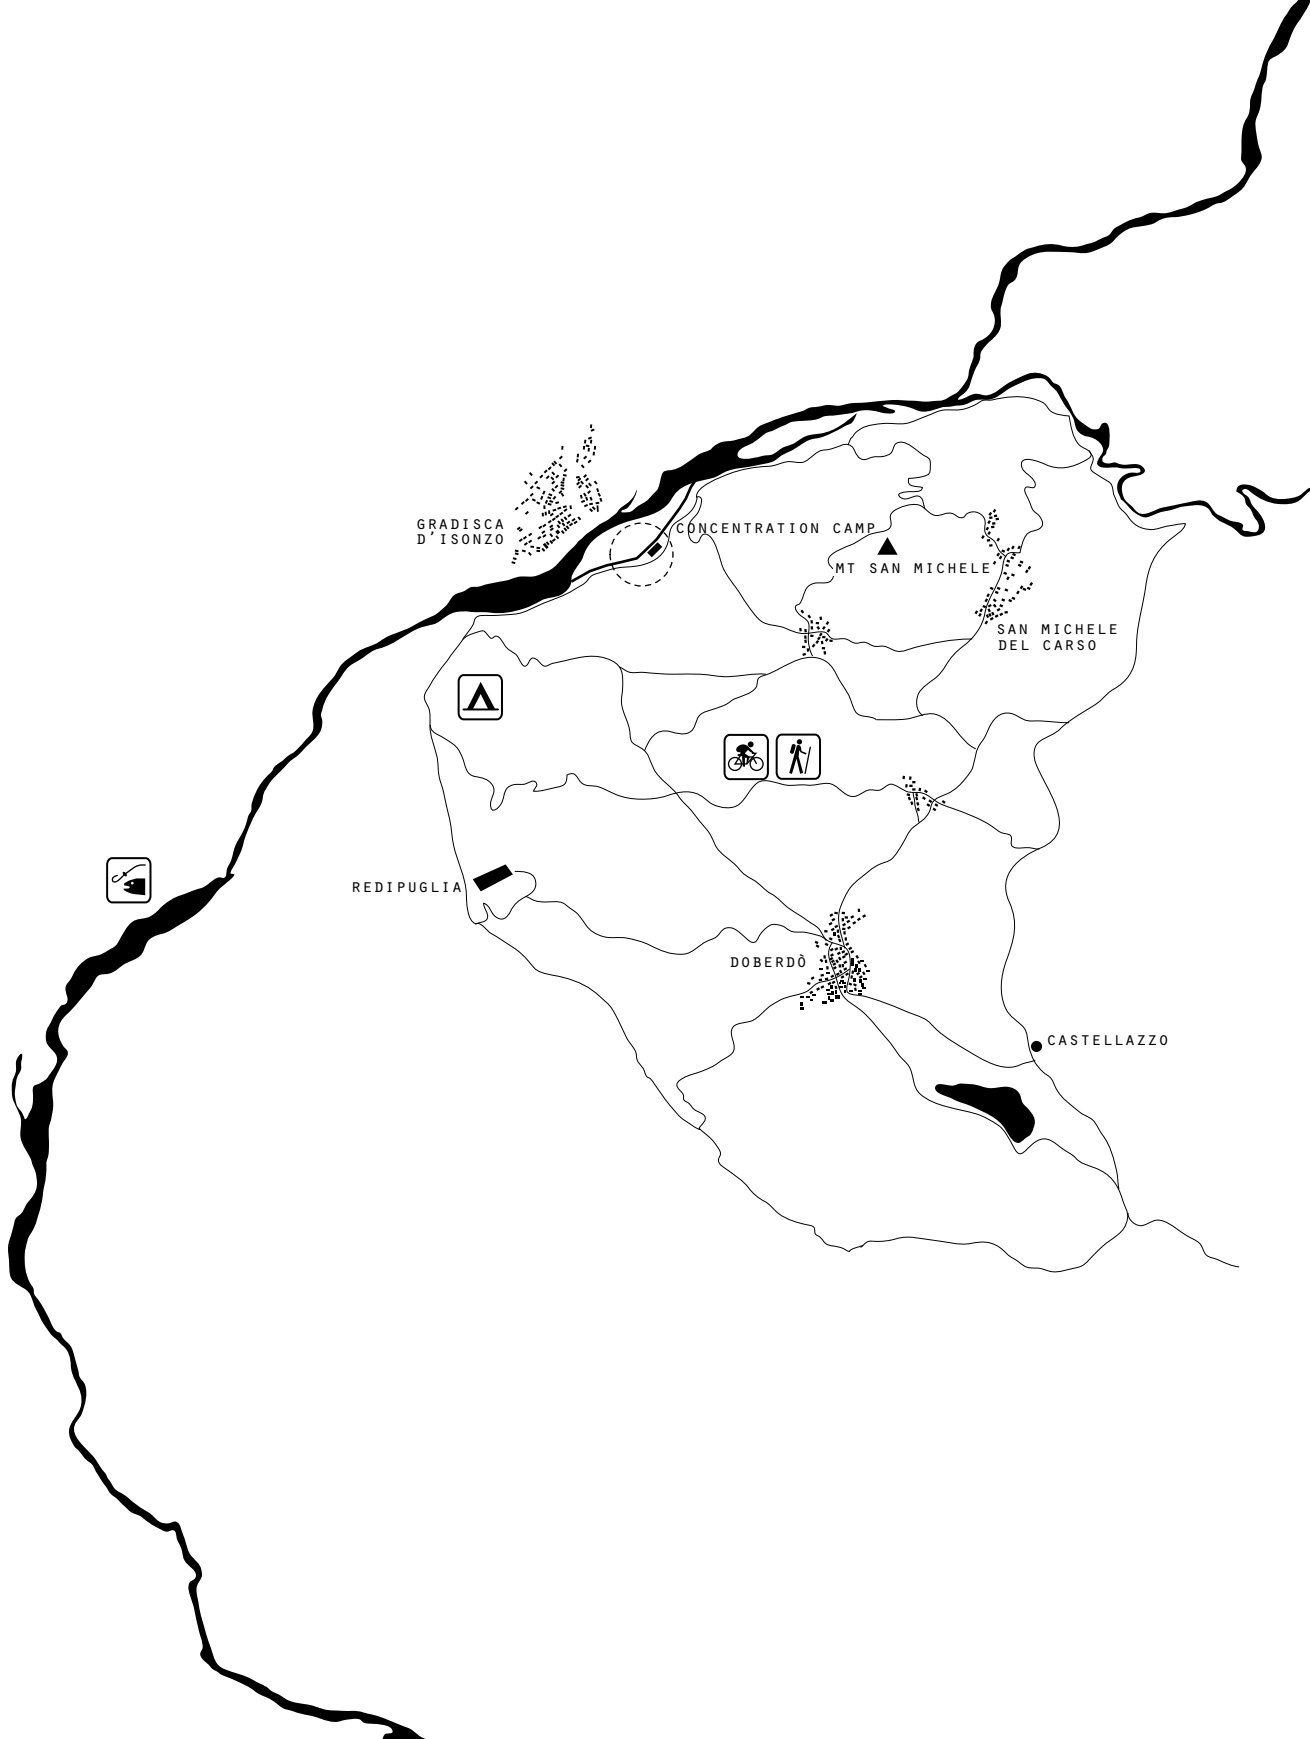 GRADISCA
D'ISONZO
CONCENTRATION CAMP
MT SAN MICHELE
SAN MICHELE
DEL CARSO
REDIPUGLIA
DOBERDÒ
CASTELLAZZO